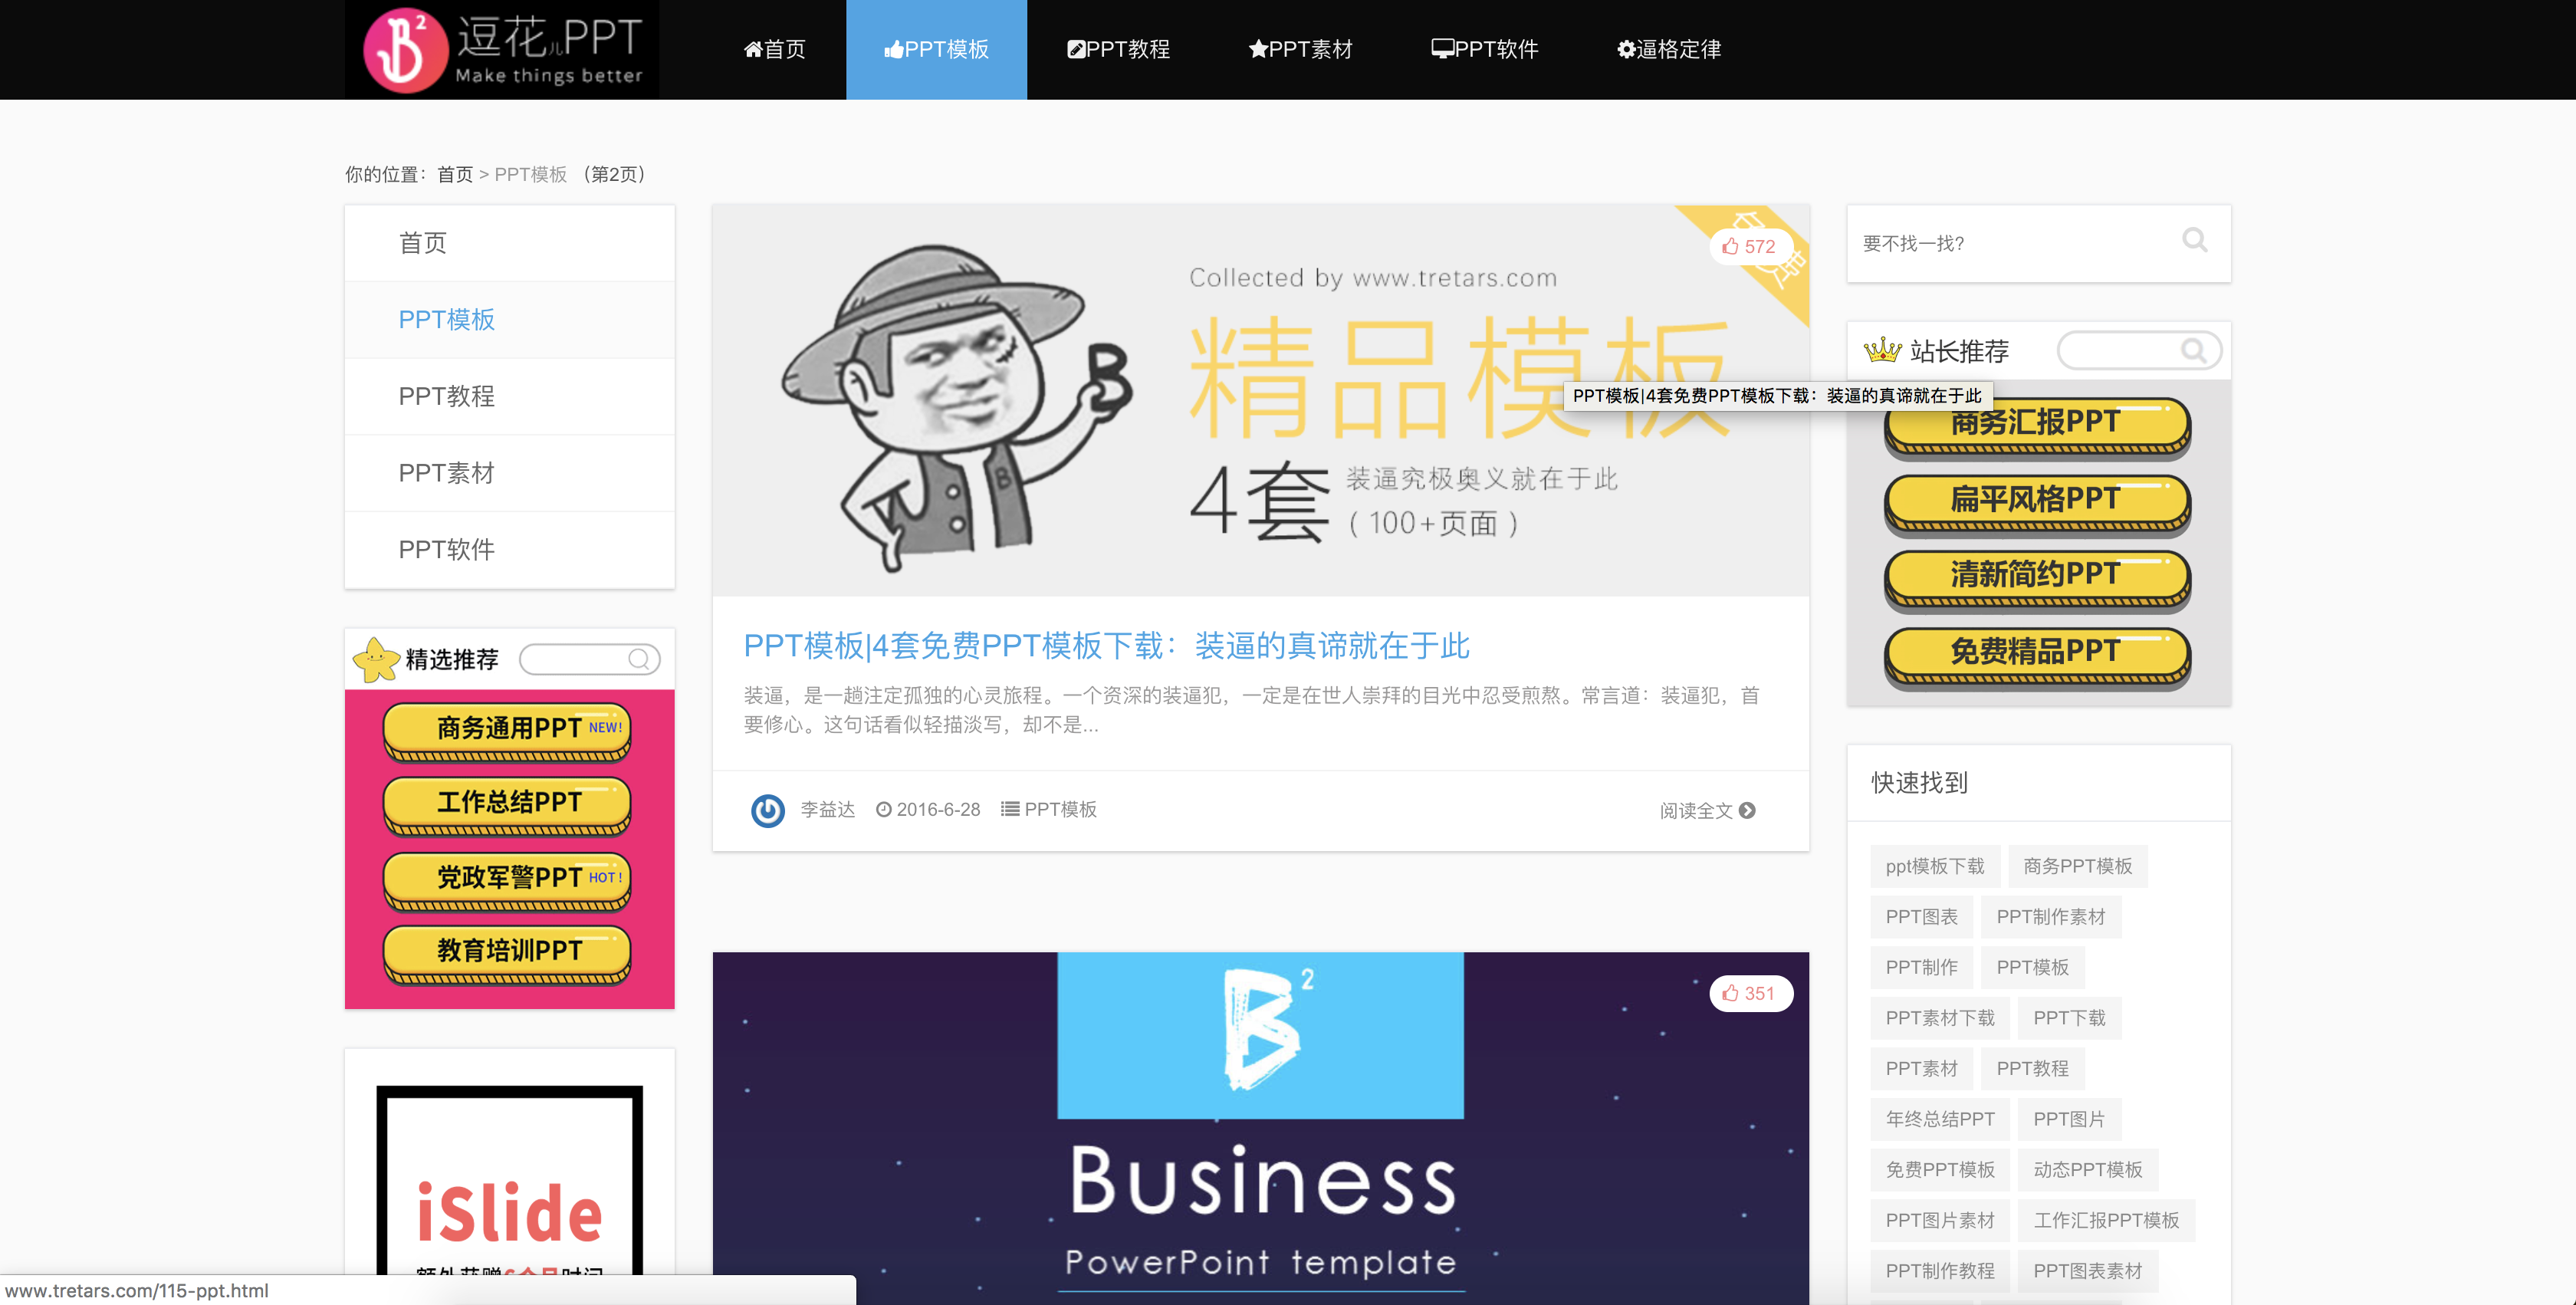 B2 逗花儿PPT
Make things better
首页
PPT模板
PPT教程
PPT素材
PPT软件
逼格定律
你的位置：首页 > PPT模板 （第2页）
首页
PPT模板
PPT教程
PPT素材
PPT软件
精选推荐
商务通用PPT NEW!
工作总结PPT
党政军警PPT HOT!
教育培训PPT
iSlide
572
Collected by www.tretars.com
精品模板
4套 装逼究极奥义就在于此
( 100+页面 )
B
B
PPT模板|4套免费PPT模板下载：装逼的真谛就在于此
PPT模板|4套免费PPT模板下载：装逼的真谛就在于此
装逼，是一趟注定孤独的心灵旅程。一个资深的装逼犯，一定是在世人崇拜的目光中忍受煎熬。常言道：装逼犯，首
要修心。这句话看似轻描淡写，却不是...
李益达 2016-6-28 PPT模板 阅读全文
351
B2
Business
PowerPoint template
要不找一找?
站长推荐
商务汇报PPT
扁平风格PPT
清新简约PPT
免费精品PPT
快速找到
ppt模板下载 商务PPT模板
PPT图表 PPT制作素材
PPT制作 PPT模板
PPT素材下载 PPT下载
PPT素材 PPT教程
年终总结PPT PPT图片
免费PPT模板 动态PPT模板
PPT图片素材 工作汇报PPT模板
PPT制作教程 PPT图表素材
www.tretars.com/115-ppt.html